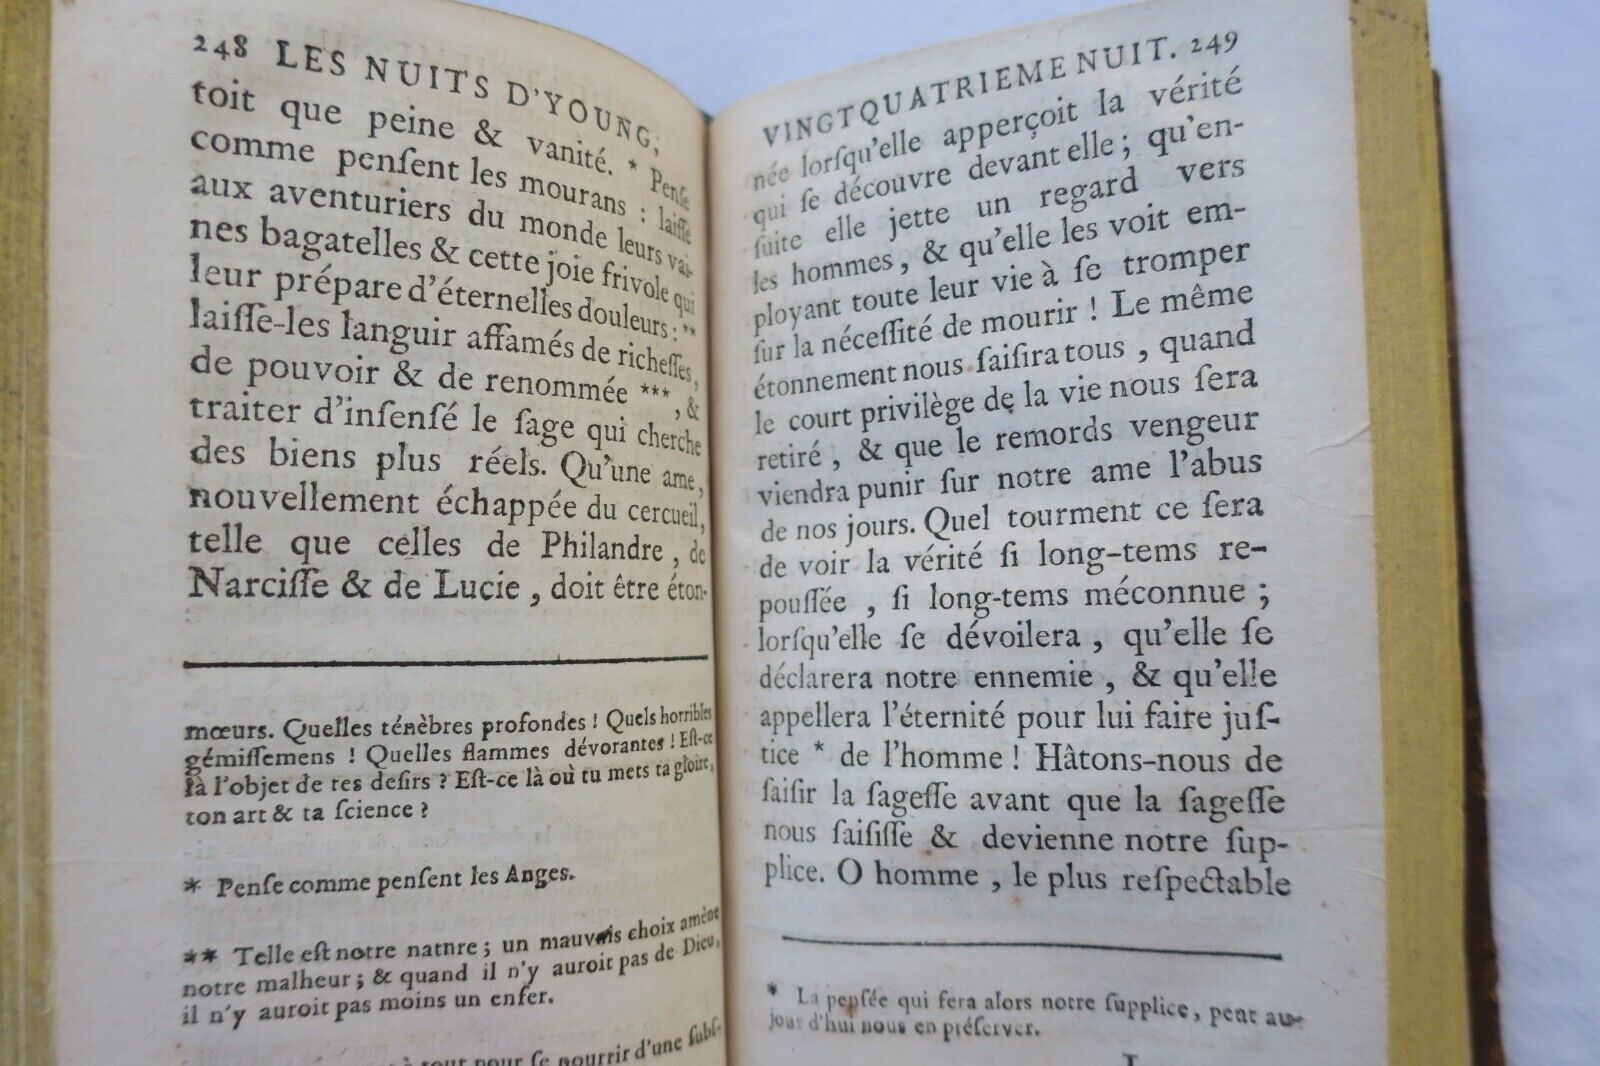 248 LES NUITS D'YOUNG,
toit que peine & vanité. * Penſe
comme penſent les mourans : laiſſe
aux aventuriers du monde leurs vai-
nes bagatelles & cette joie frivole qui
leur prépare d'éternelles douleurs : **
laiſſe-les languir affamés de richeſſes,
de pouvoir & de renommée ***, &
traiter d'inſenſé le ſage qui cherche
des biens plus réels. Qu'une ame,
nouvellement échappée du cercueil,
telle que celles de Philandre, de
Narciſſe & de Lucie, doit être éton-
mœurs. Quelles ténèbres profondes ! Quels horribles
gémiſſemens ! Quelles flammes dévorantes ! Eſt-ce
là l'objet de tes deſirs ? Eſt-ce là où tu mets ta gloire,
ton art & ta ſcience ?
* Penſe comme penſent les Anges.
** Telle eſt notre natnre ; un mauvais choix amène
notre malheur ; & quand il n'y auroit pas de Dieu,
il n'y auroit pas moins un enfer.
à tout pour ſe nourrir d'une ſubſ-
VINGTQUATRIEME NUIT. 249
née lorſqu'elle apperçoit la vérité
qui ſe découvre devant elle ; qu'en-
ſuite elle jette un regard vers
les hommes, & qu'elle les voit em-
ployant toute leur vie à ſe tromper
ſur la néceſſité de mourir ! Le même
étonnement nous ſaiſira tous, quand
le court privilège de la vie nous ſera
retiré, & que le remords vengeur
viendra punir ſur notre ame l'abus
de nos jours. Quel tourment ce ſera
de voir la vérité ſi long-tems re-
pouſſée, ſi long-tems méconnue ;
lorſqu'elle ſe dévoilera, qu'elle ſe
déclarera notre ennemie, & qu'elle
appellera l'éternité pour lui faire juſ-
tice * de l'homme ! Hâtons-nous de
ſaiſir la ſageſſe avant que la ſageſſe
nous ſaiſiſſe & devienne notre ſup-
plice. O homme, le plus reſpectable
* La penſée qui ſera alors notre ſupplice, pent au-
jour d'hui nous en préſerver.